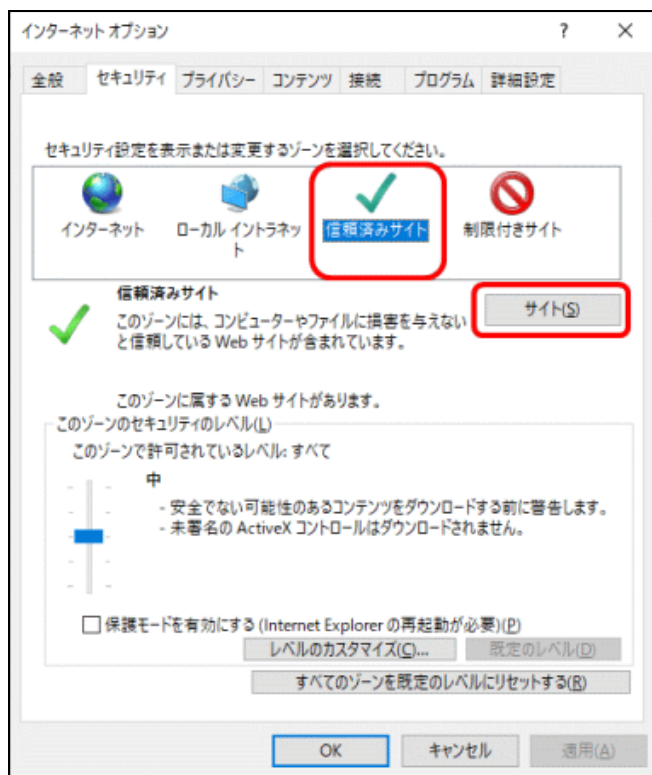 インターネット オプション
?
×
全般 セキュリティ プライバシー コンテンツ 接続 プログラム 詳細設定
セキュリティ設定を表示または変更するゾーンを選択してください。
インターネット
ローカル イントラネッ
ト
信頼済みサイト
制限付きサイト
信頼済みサイト
サイト(S)
このゾーンには、コンピューターやファイルに損害を与えない
と信頼している Web サイトが含まれています。
このゾーンに属する Web サイトがあります。
このゾーンのセキュリティのレベル(L)
このゾーンで許可されているレベル: すべて
中
- 安全でない可能性のあるコンテンツをダウンロードする前に警告します。
- 未署名の ActiveX コントロールはダウンロードされません。
保護モードを有効にする (Internet Explorer の再起動が必要)(P)
レベルのカスタマイズ(C)... 既定のレベル(D)
すべてのゾーンを既定のレベルにリセットする(R)
OK キャンセル 適用(A)